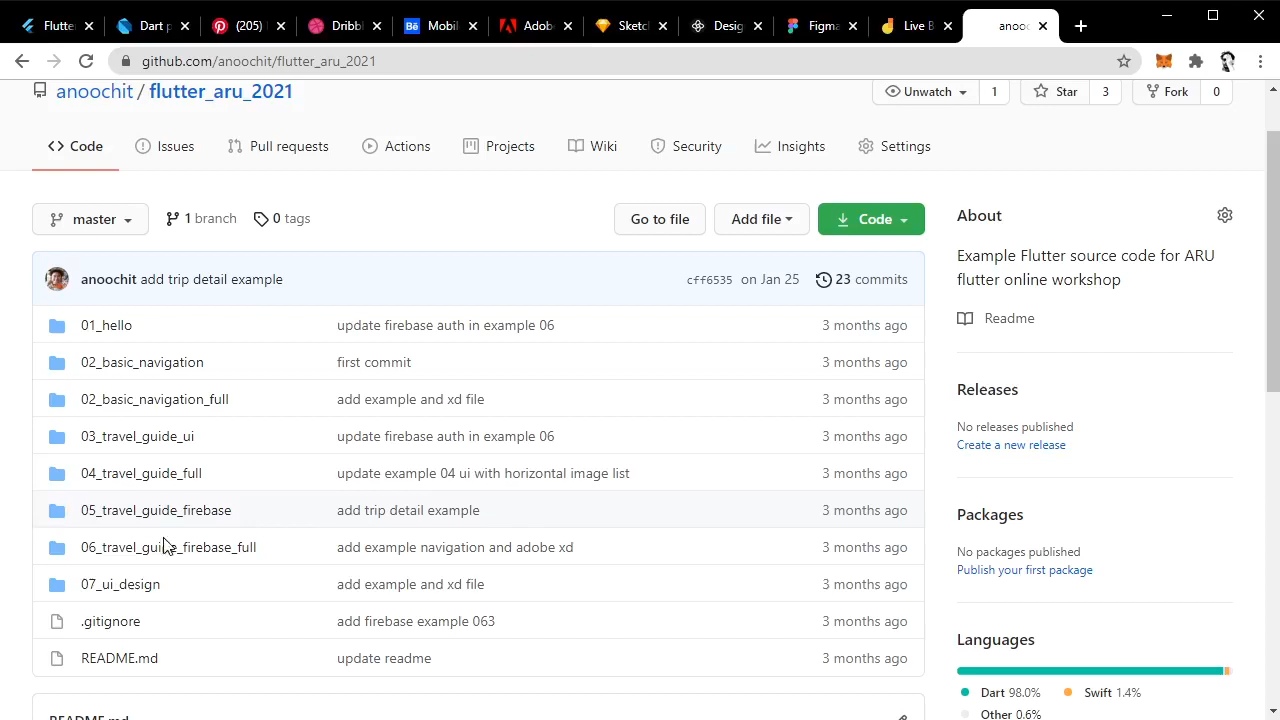 Flutter
Dart p
(205)
Dribb
Mobil
Adob
Sketch
Desig
Figma
Live B
anooc
github.com/anoochit/flutter_aru_2021
anoochit / flutter_aru_2021
Unwatch 1
Star 3
Fork 0
Code
Issues
Pull requests
Actions
Projects
Wiki
Security
Insights
Settings
master
1 branch
0 tags
Go to file
Add file
Code
anoochit add trip detail example cff6535 on Jan 25 23 commits
01_hello update firebase auth in example 06 3 months ago
02_basic_navigation first commit 3 months ago
02_basic_navigation_full add example and xd file 3 months ago
03_travel_guide_ui update firebase auth in example 06 3 months ago
04_travel_guide_full update example 04 ui with horizontal image list 3 months ago
05_travel_guide_firebase add trip detail example 3 months ago
06_travel_guide_firebase_full add example navigation and adobe xd 3 months ago
07_ui_design add example and xd file 3 months ago
.gitignore add firebase example 063 3 months ago
README.md update readme 3 months ago
README.md
About
Example Flutter source code for ARU
flutter online workshop
Readme
Releases
No releases published
Create a new release
Packages
No packages published
Publish your first package
Languages
Dart 98.0% Swift 1.4%
Other 0.6%